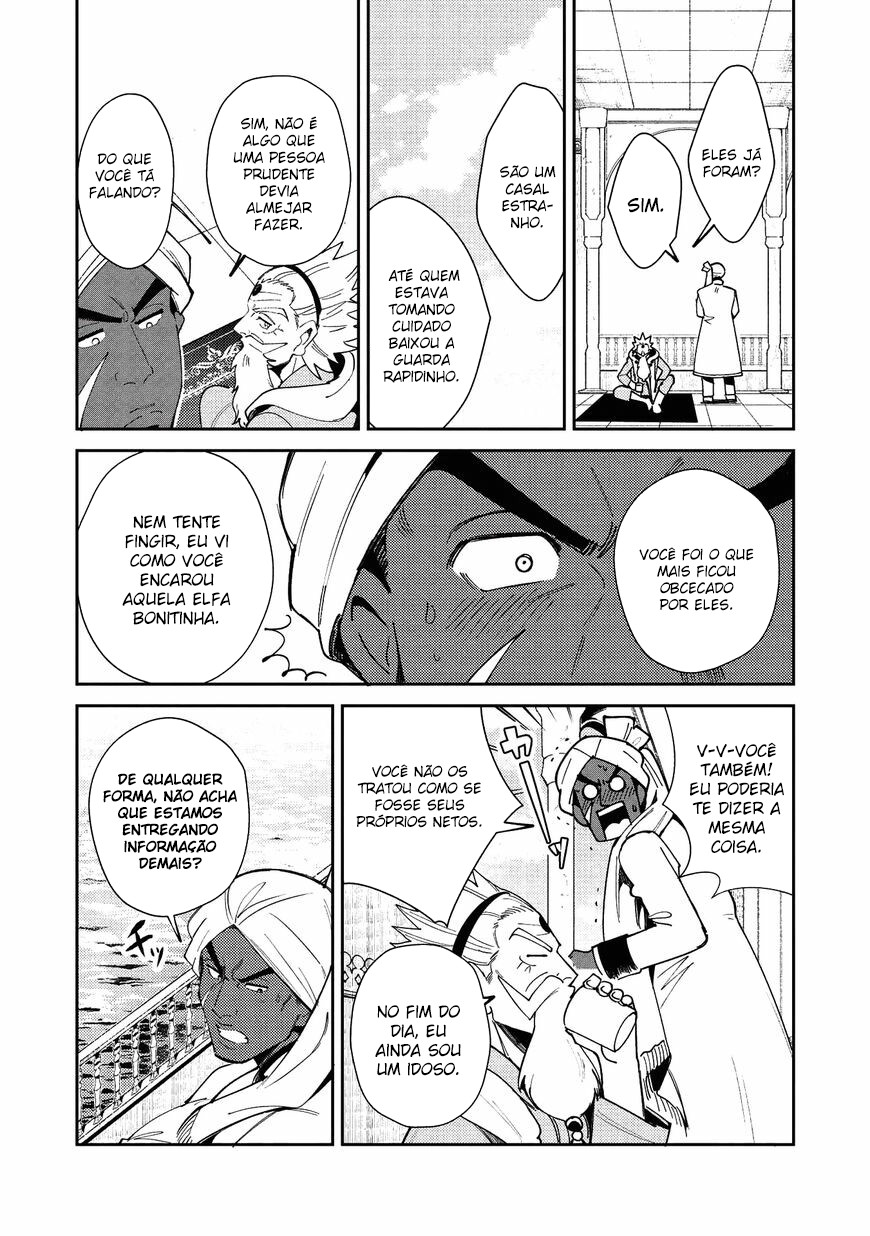 ELES JÁ
FORAM?
SIM.
SÃO UM
CASAL
ESTRA-
NHO.
ATÉ QUEM
ESTAVA
TOMANDO
CUIDADO
BAIXOU A
GUARDA
RAPIDINHO.
SIM, NÃO É
ALGO QUE
UMA PESSOA
PRUDENTE
DEVIA
ALMEJAR
FAZER.
DO QUE
VOCÊ TÁ
FALANDO?
VOCÊ FOI O QUE
MAIS FICOU
OBCECADO
POR ELES.
NEM TENTE
FINGIR, EU VI
COMO VOCÊ
ENCAROU
AQUELA ELFA
BONITINHA.
V-V-VOCÊ
TAMBÉM!
EU PODERIA
TE DIZER A
MESMA
COISA.
VOCÊ NÃO OS
TRATOU COMO SE
FOSSE SEUS
PRÓPRIOS NETOS.
NO FIM DO
DIA, EU
AINDA SOU
UM IDOSO.
DE QUALQUER
FORMA, NÃO ACHA
QUE ESTAMOS
ENTREGANDO
INFORMAÇÃO
DEMAIS?
チッ